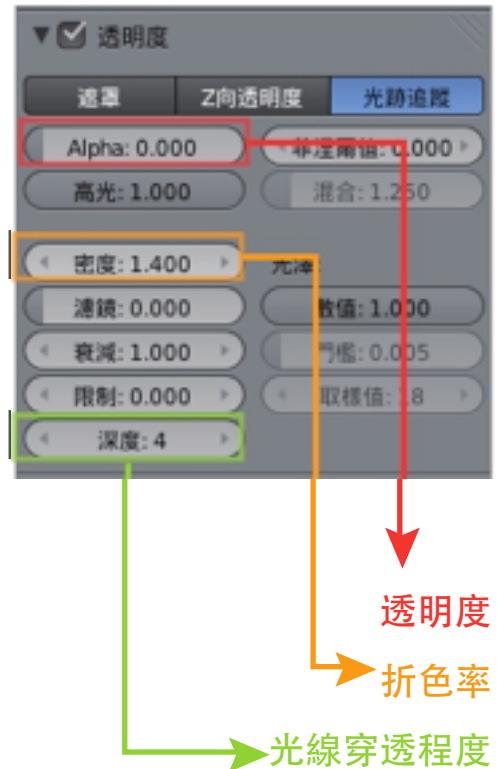 透明度
遮罩 Z向透明度 光跡追蹤
Alpha: 0.000 菲涅爾值: 0.000
高光: 1.000 混合: 1.250
密度: 1.400 光澤:
濾鏡: 0.000 數值: 1.000
衰減: 1.000 門檻: 0.005
限制: 0.000 取樣值: 18
深度: 4
透明度
折色率
光線穿透程度